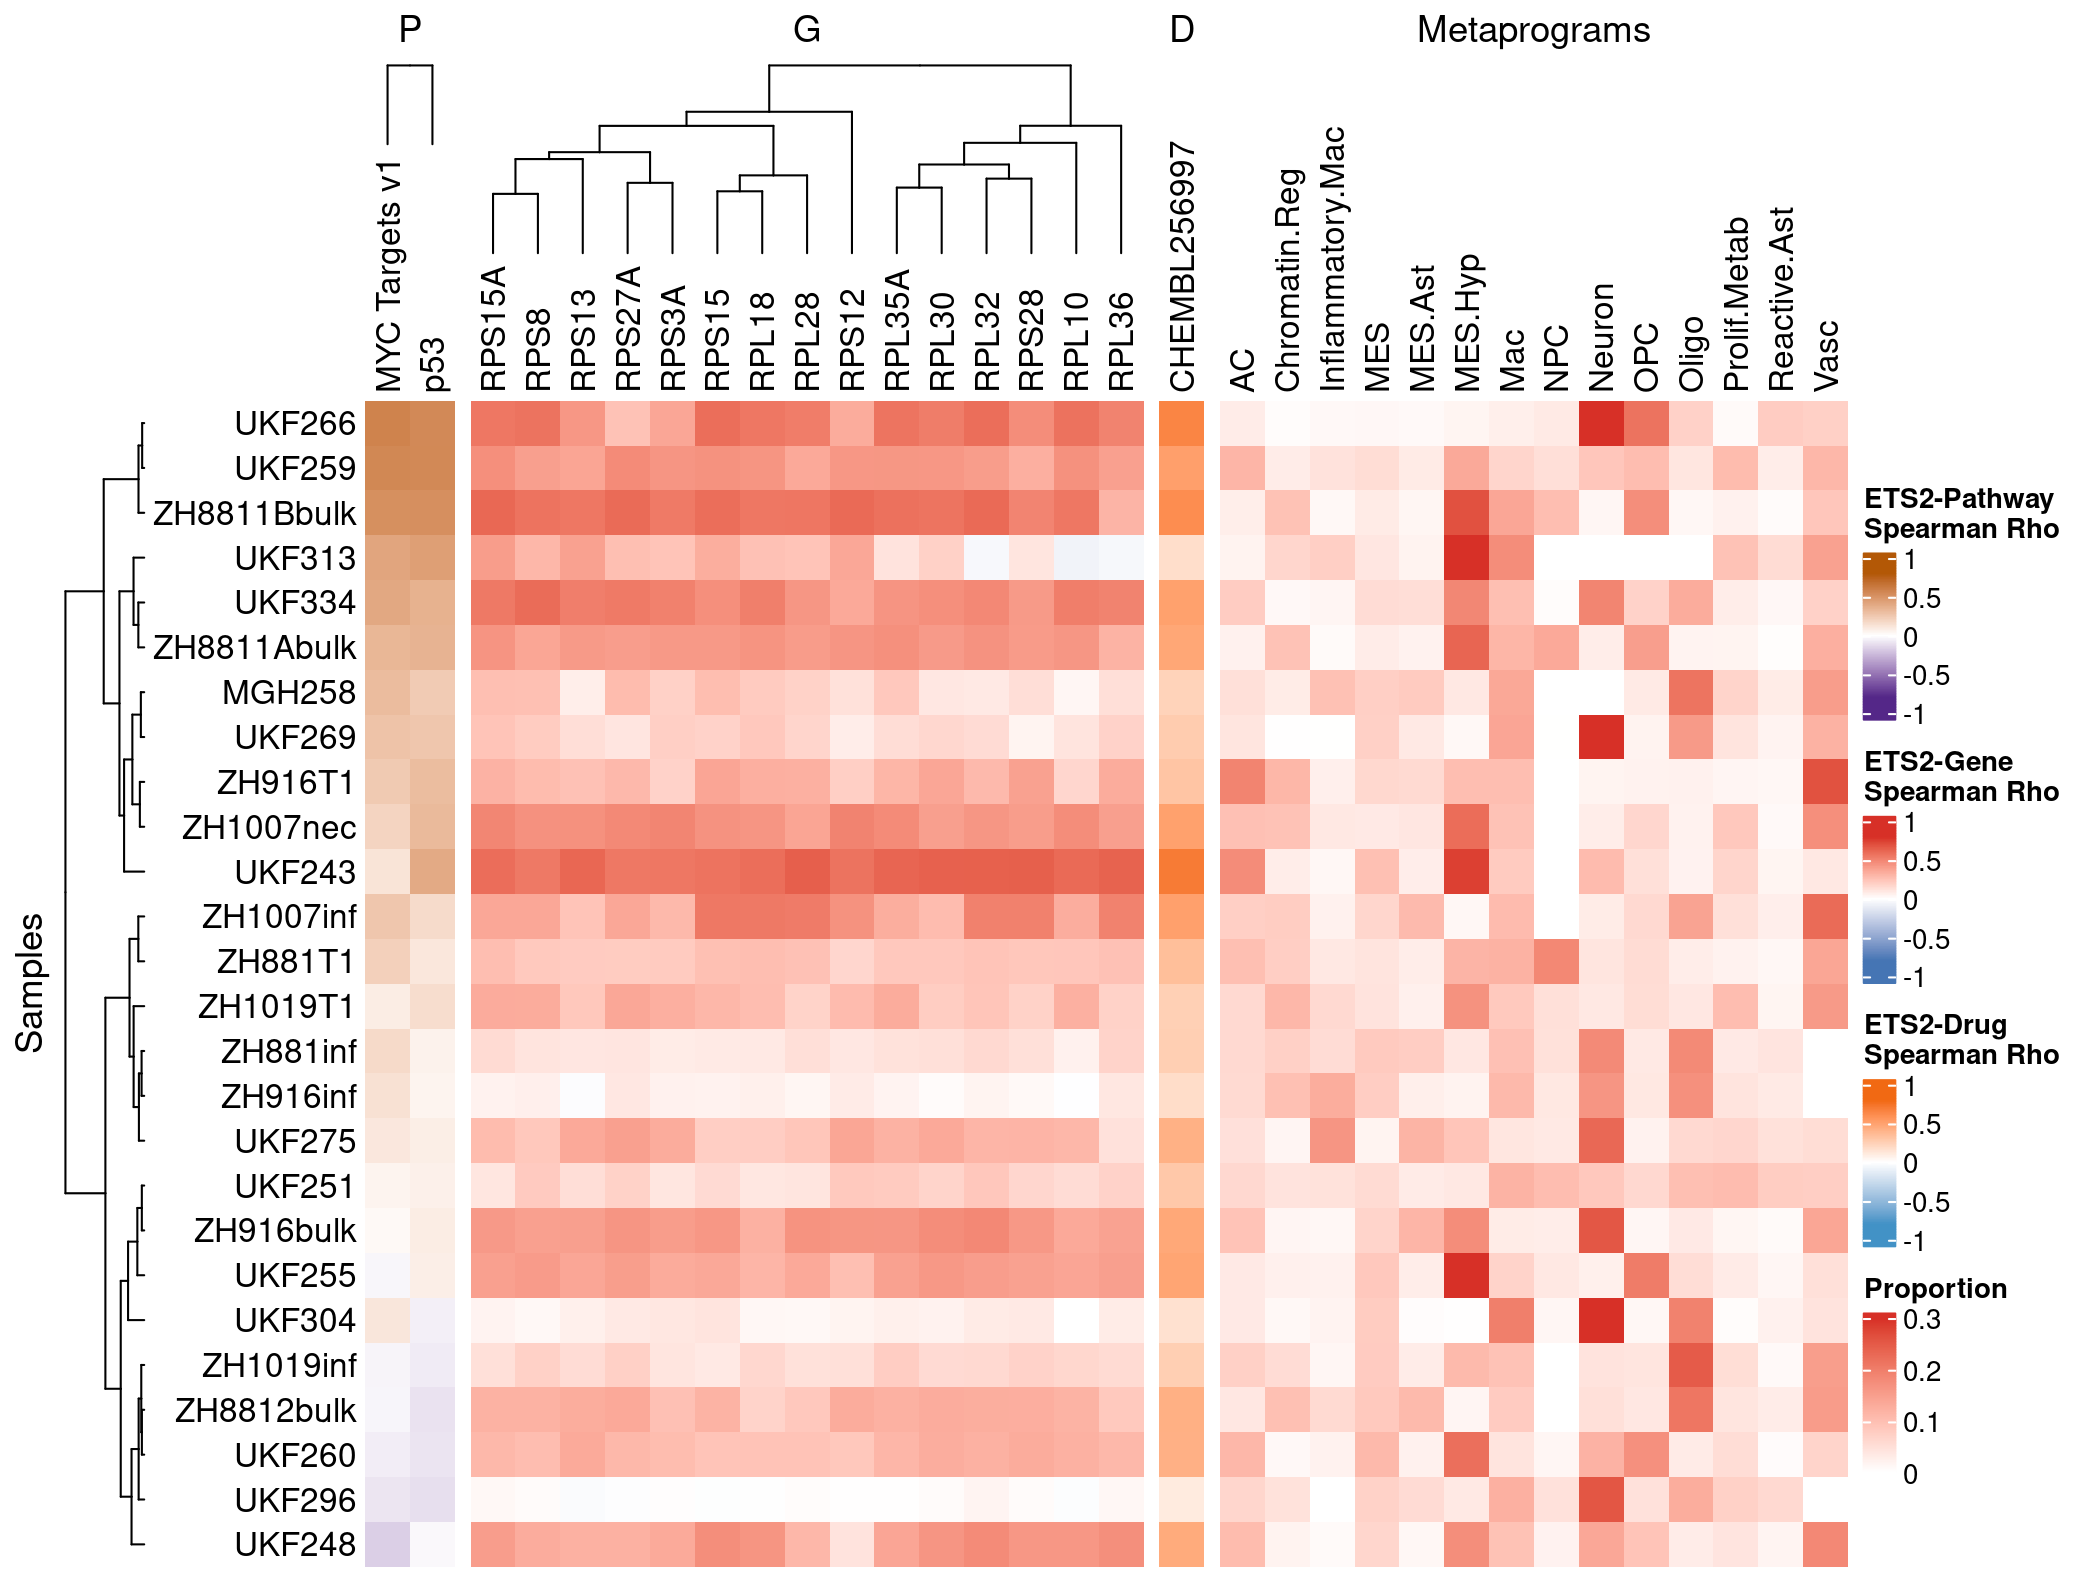 P
G
D
Metaprograms
MYC Targets v1
p53
RPS15A
RPS8
RPS13
RPS27A
RPS3A
RPS15
RPL18
RPL28
RPS12
RPL35A
RPL30
RPL32
RPS28
RPL10
RPL36
CHEMBL256997
AC
Chromatin.Reg
Inflammatory.Mac
MES
MES.Ast
MES.Hyp
Mac
NPC
Neuron
OPC
Oligo
Prolif.Metab
Reactive.Ast
Vasc
Samples
UKF266
UKF259
ZH8811Bbulk
UKF313
UKF334
ZH8811Abulk
MGH258
UKF269
ZH916T1
ZH1007nec
UKF243
ZH1007inf
ZH881T1
ZH1019T1
ZH881inf
ZH916inf
UKF275
UKF251
ZH916bulk
UKF255
UKF304
ZH1019inf
ZH8812bulk
UKF260
UKF296
UKF248
ETS2-Pathway
Spearman Rho
1
0.5
0
-0.5
-1
ETS2-Gene
Spearman Rho
1
0.5
0
-0.5
-1
ETS2-Drug
Spearman Rho
1
0.5
0
-0.5
-1
Proportion
0.3
0.2
0.1
0